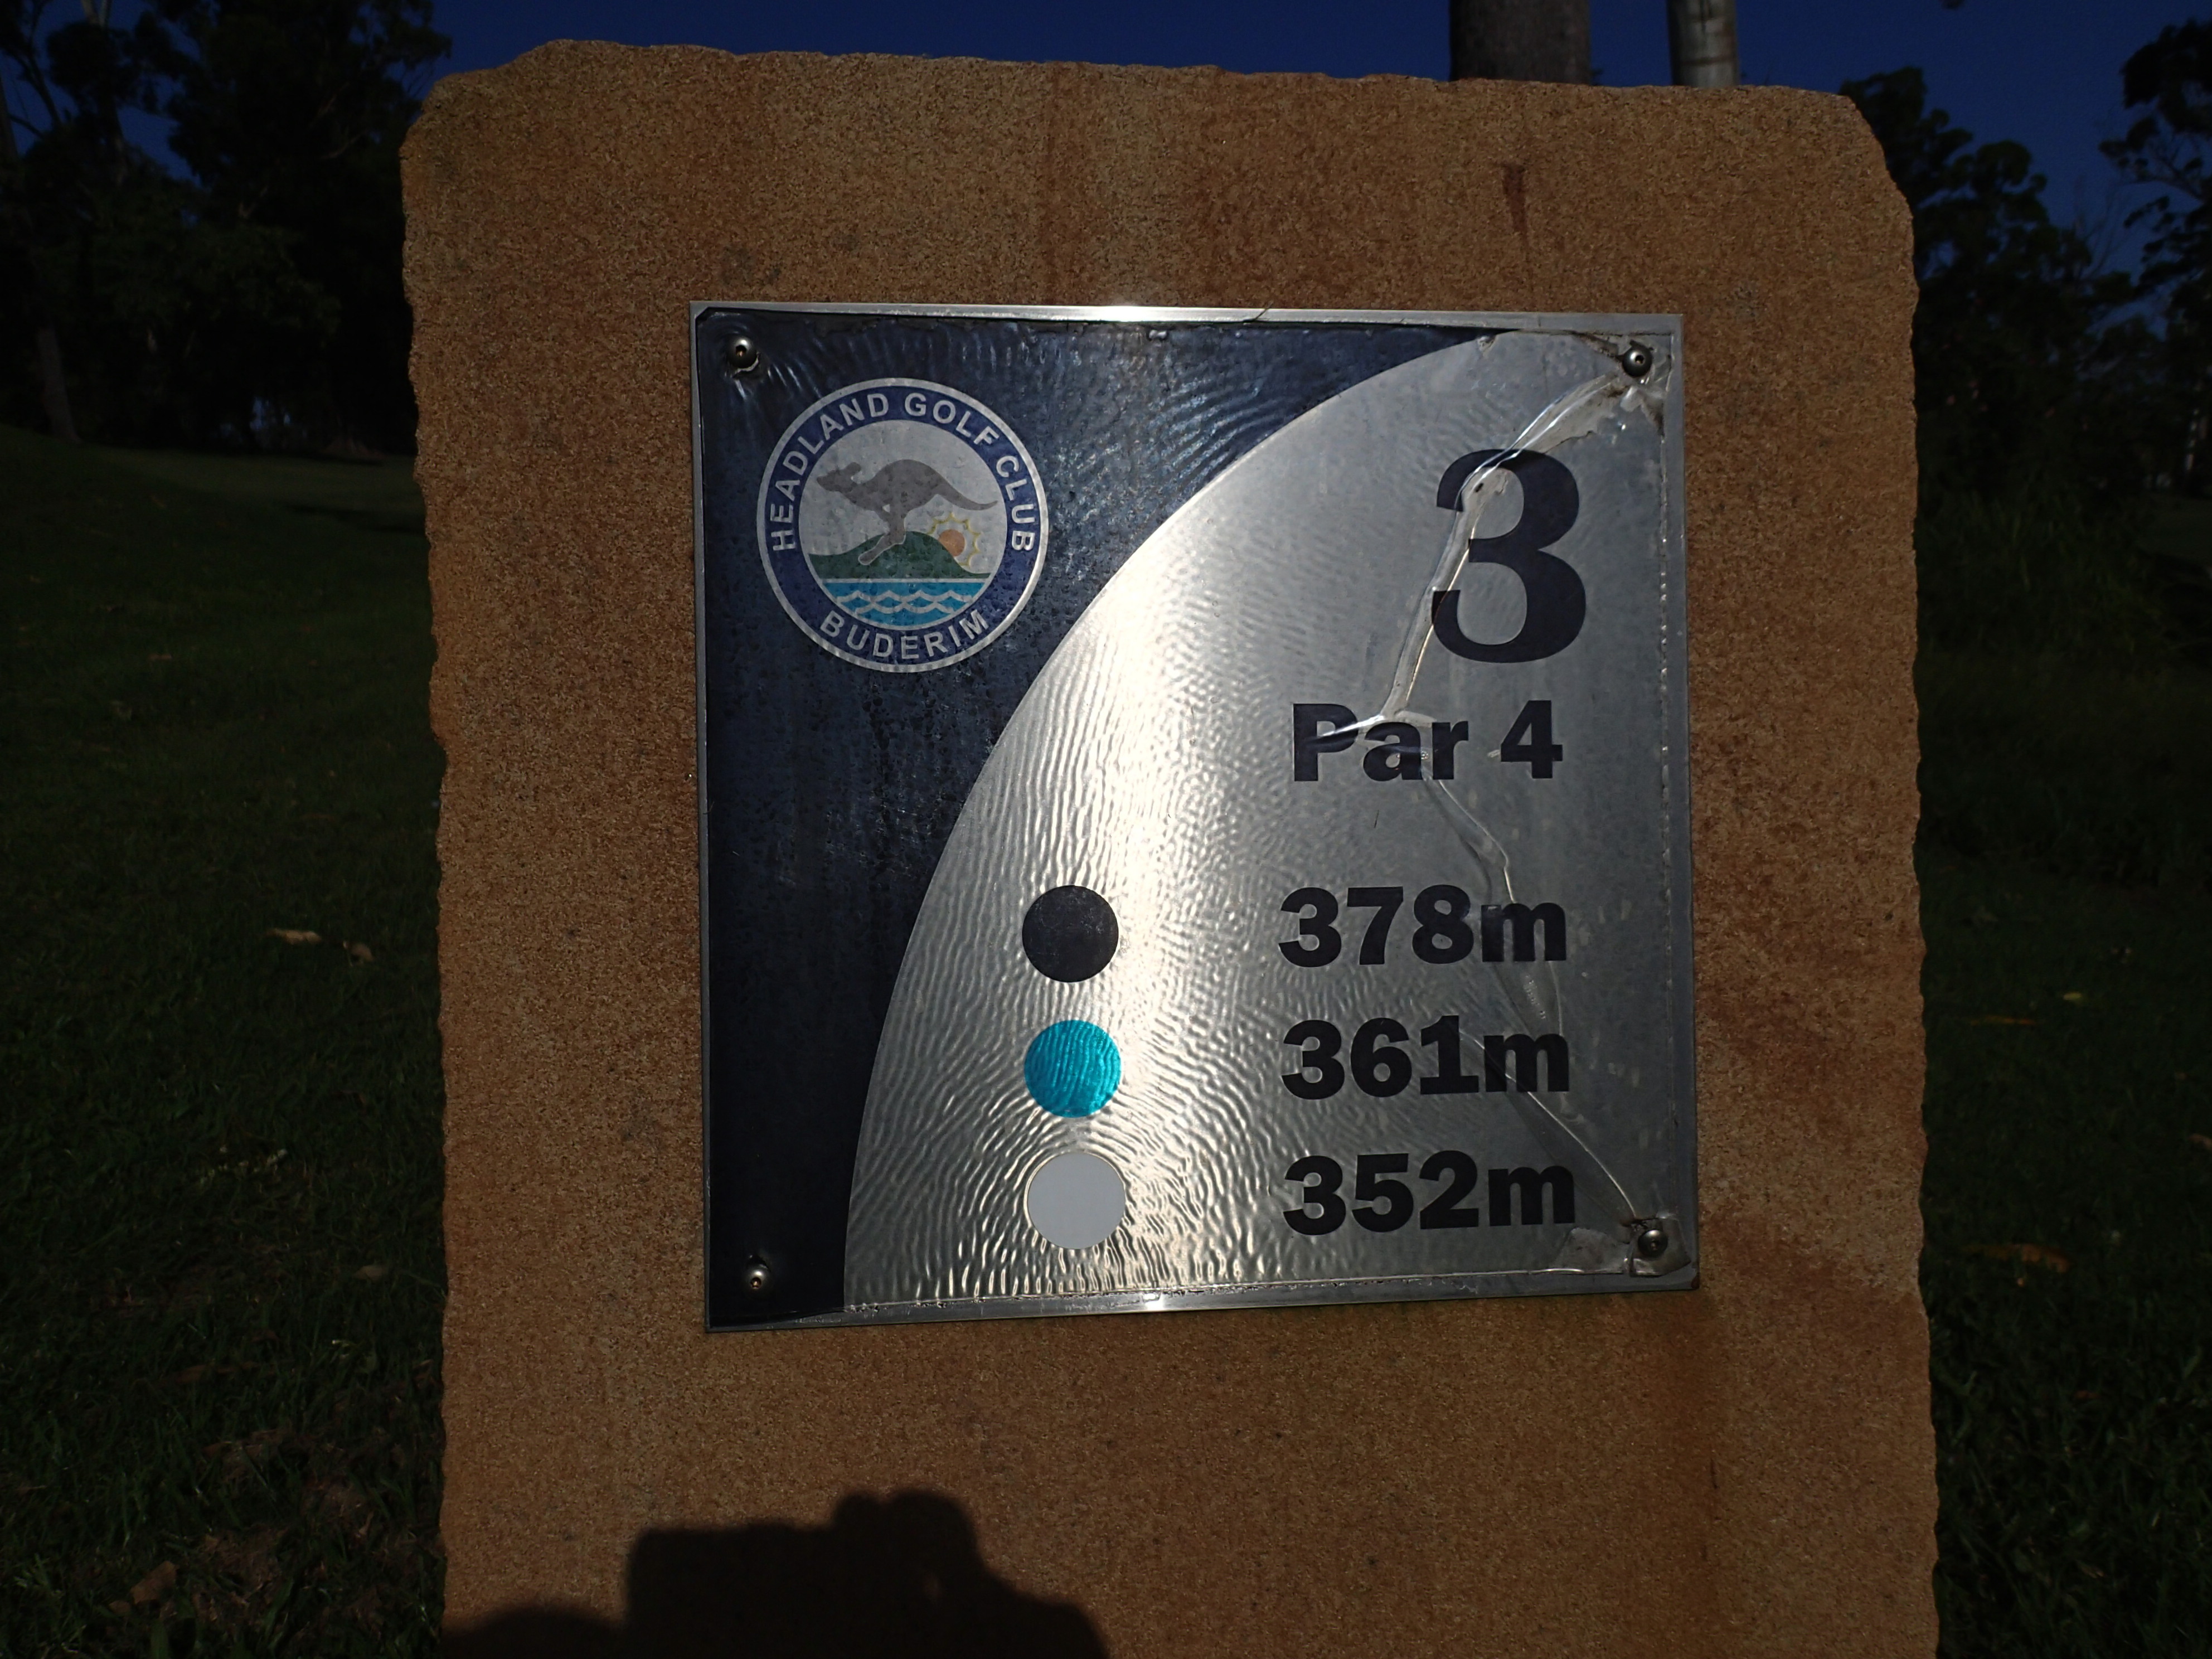 HEADLAND GOLF CLUB
BUDERIM
3
Par 4
378m
361m
352m